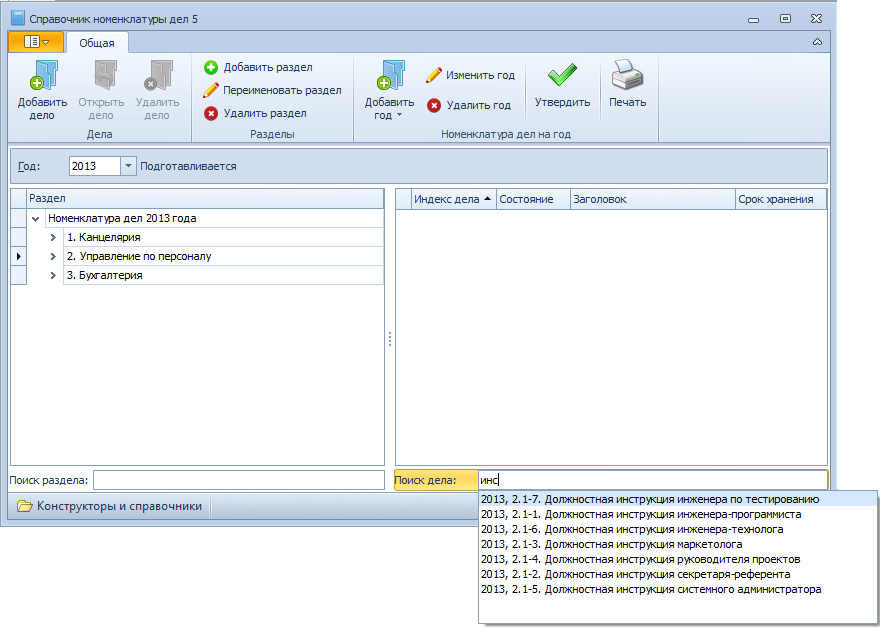 Справочник номенклатуры дел 5
Общая
Добавить дело
Открыть дело
Удалить дело
Дела
Добавить раздел
Переименовать раздел
Удалить раздел
Разделы
Добавить год
Изменить год
Удалить год
Утвердить
Номенклатура дел на год
Печать
Год: 2013 Подготавливается
Раздел
Номенклатура дел 2013 года
1. Канцелярия
2. Управление по персоналу
3. Бухгалтерия
Индекс дела Состояние Заголовок Срок хранения
Поиск раздела:
Поиск дела: инс
Конструкторы и справочники
2013, 2.1-7. Должностная инструкция инженера по тестированию
2013, 2.1-1. Должностная инструкция инженера-программиста
2013, 2.1-6. Должностная инструкция инженера-технолога
2013, 2.1-3. Должностная инструкция маркетолога
2013, 2.1-4. Должностная инструкция руководителя проектов
2013, 2.1-2. Должностная инструкция секретаря-референта
2013, 2.1-5. Должностная инструкция системного администратора